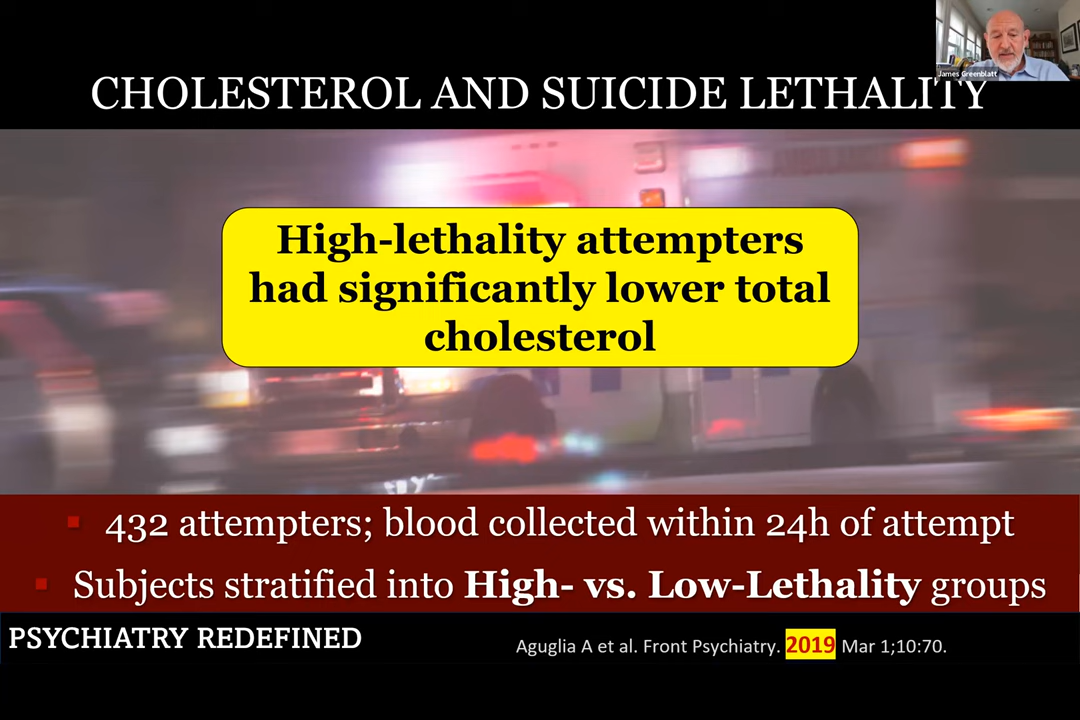 James Greenblatt
CHOLESTEROL AND SUICIDE LETHALITY
High-lethality attempters
had significantly lower total
cholesterol
▪ 432 attempters; blood collected within 24h of attempt
▪ Subjects stratified into High- vs. Low-Lethality groups
PSYCHIATRY REDEFINED
Aguglia A et al. Front Psychiatry. 2019 Mar 1;10:70.